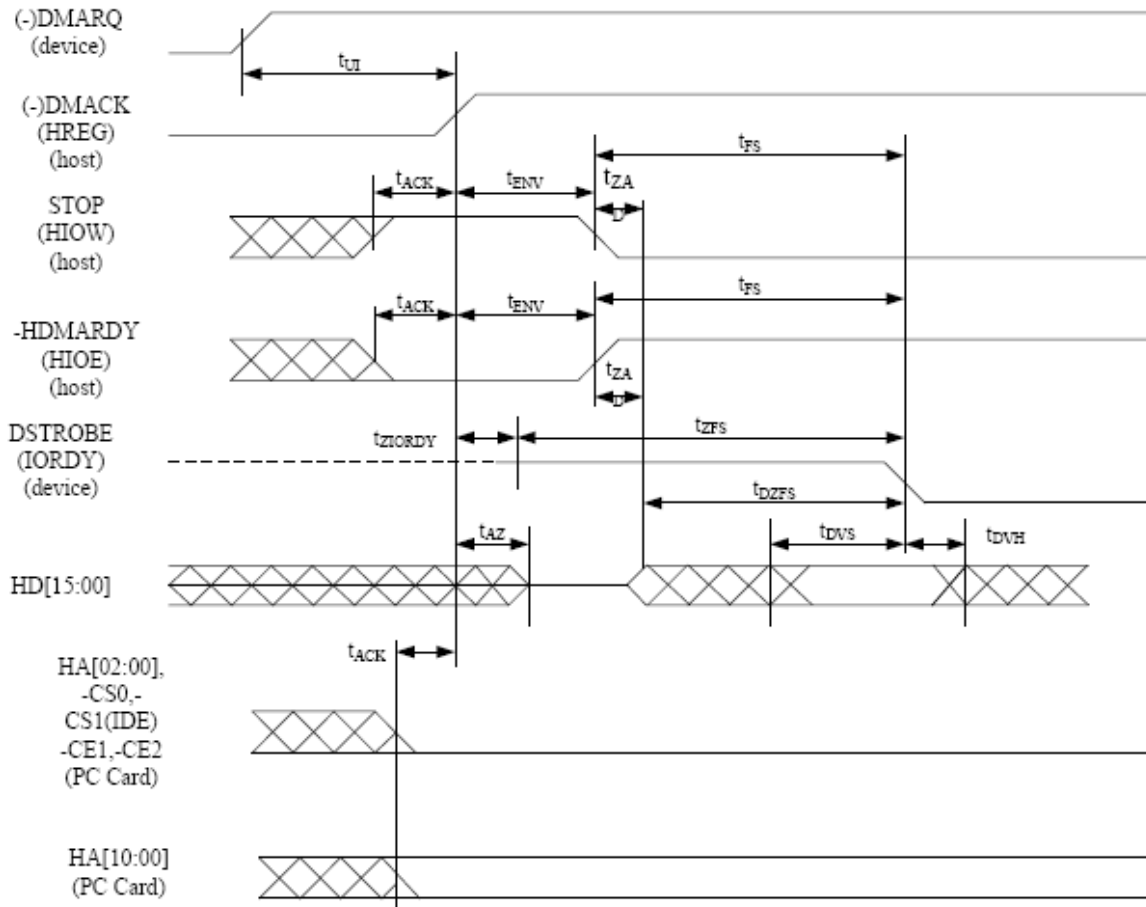 (-)DMARQ
(device)
tUI
(-)DMACK
(HREG)
(host)
tFS
tACK
tENV
tZA
D
STOP
(HIOW)
(host)
tFS
tACK
tENV
-HDMARDY
(HIOE)
(host)
tZA
D
DSTROBE
(IORDY)
(device)
tZIORDY
tZFS
tDZFS
tAZ
tDVS
tDVH
HD[15:00]
tACK
HA[02:00],
-CS0,-
CS1(IDE)
-CE1,-CE2
(PC Card)
HA[10:00]
(PC Card)